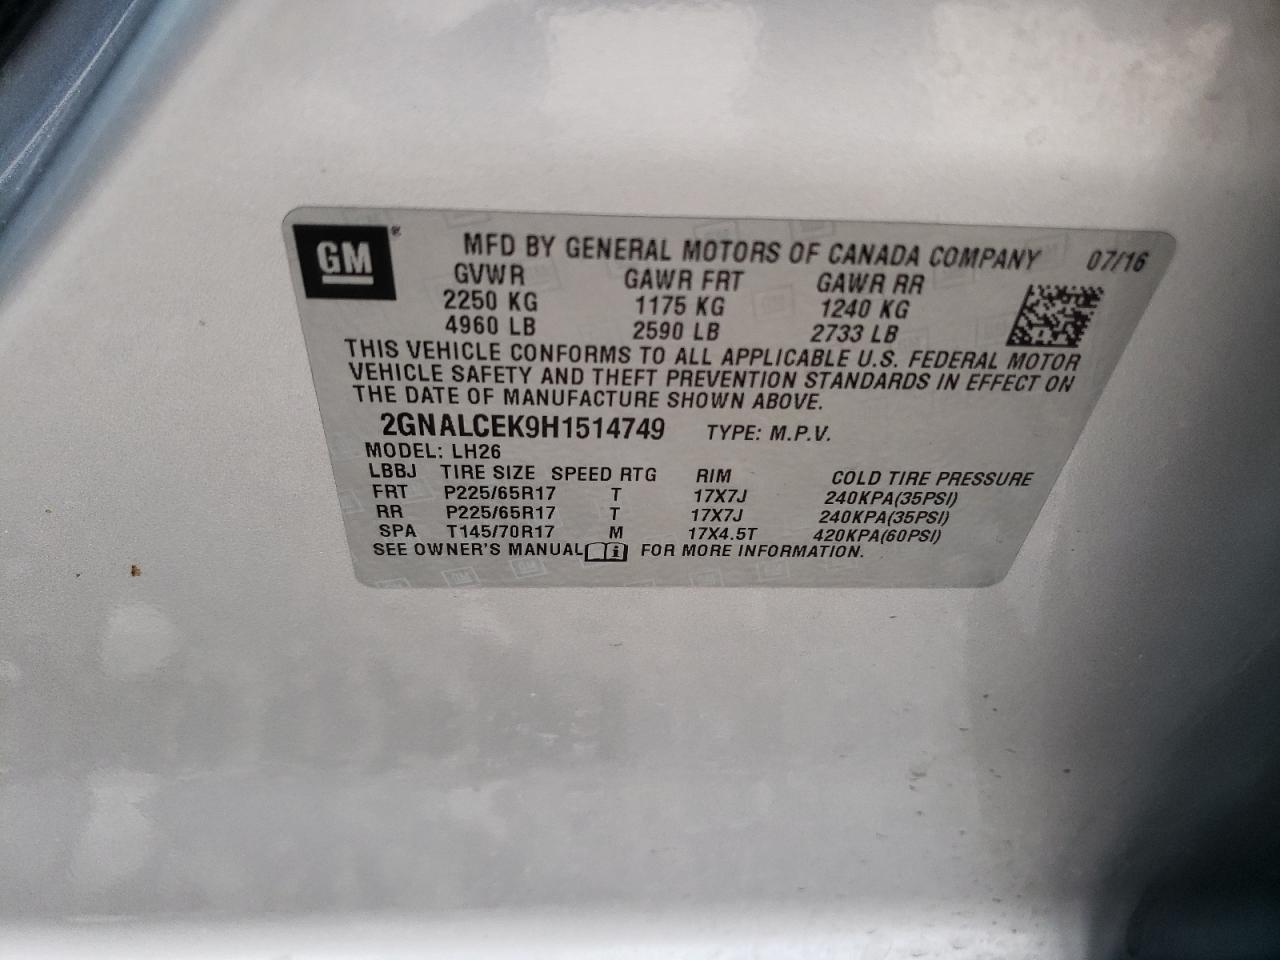 GM ®
MFD BY GENERAL MOTORS OF CANADA COMPANY 07/16
GVWR GAWR FRT GAWR RR
2250 KG 1175 KG 1240 KG
4960 LB 2590 LB 2733 LB
THIS VEHICLE CONFORMS TO ALL APPLICABLE U.S. FEDERAL MOTOR
VEHICLE SAFETY AND THEFT PREVENTION STANDARDS IN EFFECT ON
THE DATE OF MANUFACTURE SHOWN ABOVE.
2GNALCEK9H1514749 TYPE: M.P.V.
MODEL: LH26
LBBJ TIRE SIZE SPEED RTG RIM COLD TIRE PRESSURE
FRT P225/65R17 T 17X7J 240KPA(35PSI)
RR P225/65R17 T 17X7J 240KPA(35PSI)
SPA T145/70R17 M 17X4.5T 420KPA(60PSI)
SEE OWNER'S MANUAL i FOR MORE INFORMATION.